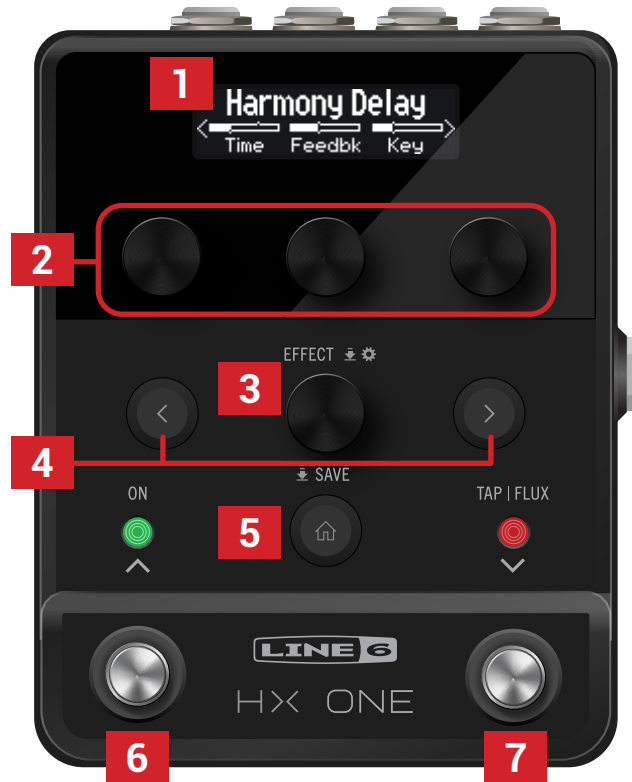 1
Harmony Delay
Time Feedbk Key
2
EFFECT
3
4
SAVE
ON
TAP | FLUX
5
LINE 6
HX ONE
6
7